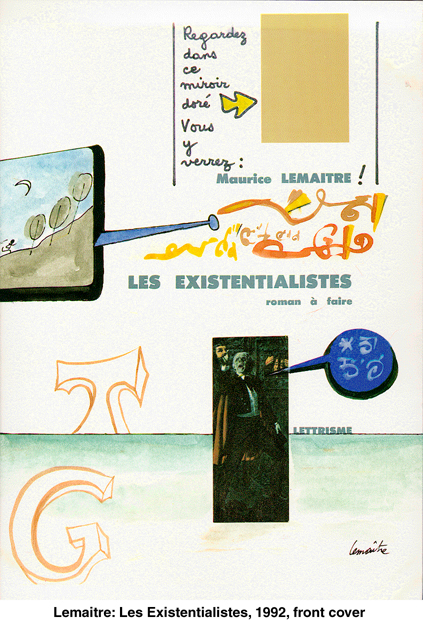 Regardez
dans
ce
miroir
doré
Vous
y
verrez :
Maurice LEMAITRE !
LES EXISTENTIALISTES
roman à faire
LETTRISME
T
G
lemaître
Lemaitre: Les Existentialistes, 1992, front cover